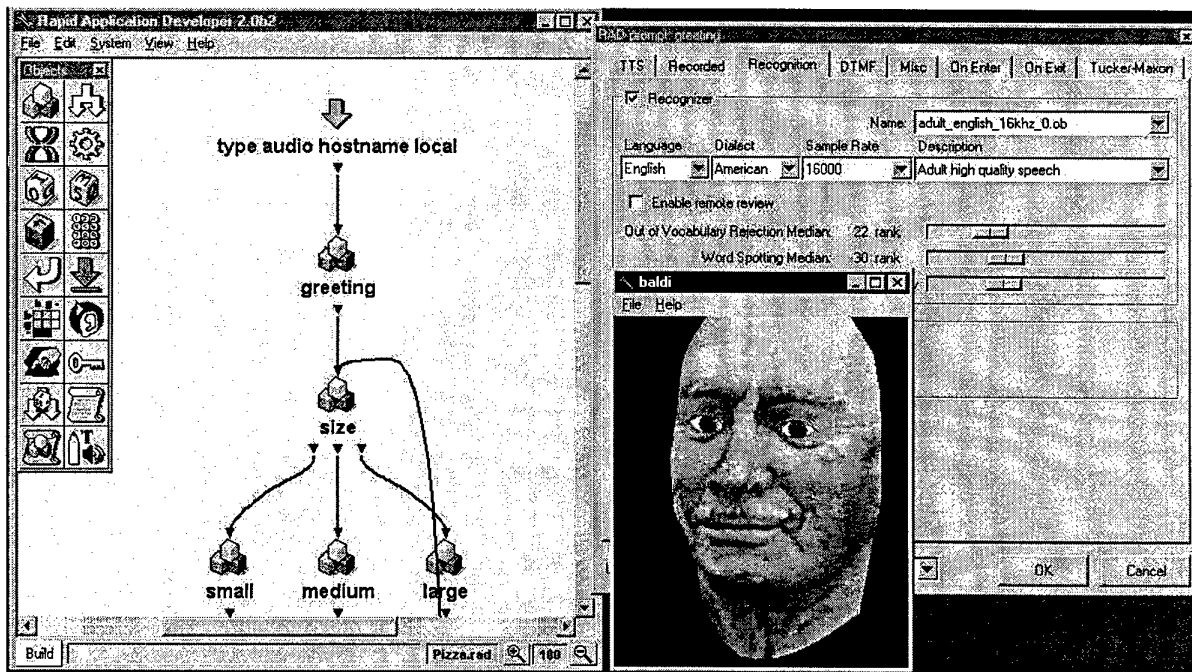 Rapid Application Developer 2.0b2
File Edit System View Help
Objects
type audio hostname local
greeting
size
small medium large
Build Pizza.rad 100
RAD prompt: greeting
TTS Recorded Recognition DTMF Misc On Enter On Exit Tucker-Maxon
Recognizer
Name: adult_english_16khz_0.ob
Language Dialect Sample Rate Description
English American 16000 Adult high quality speech
Enable remote review
Out of Vocabulary Rejection Median: 22 rank
Word Spotting Median: -30 rank
baldi
File Help
OK Cancel